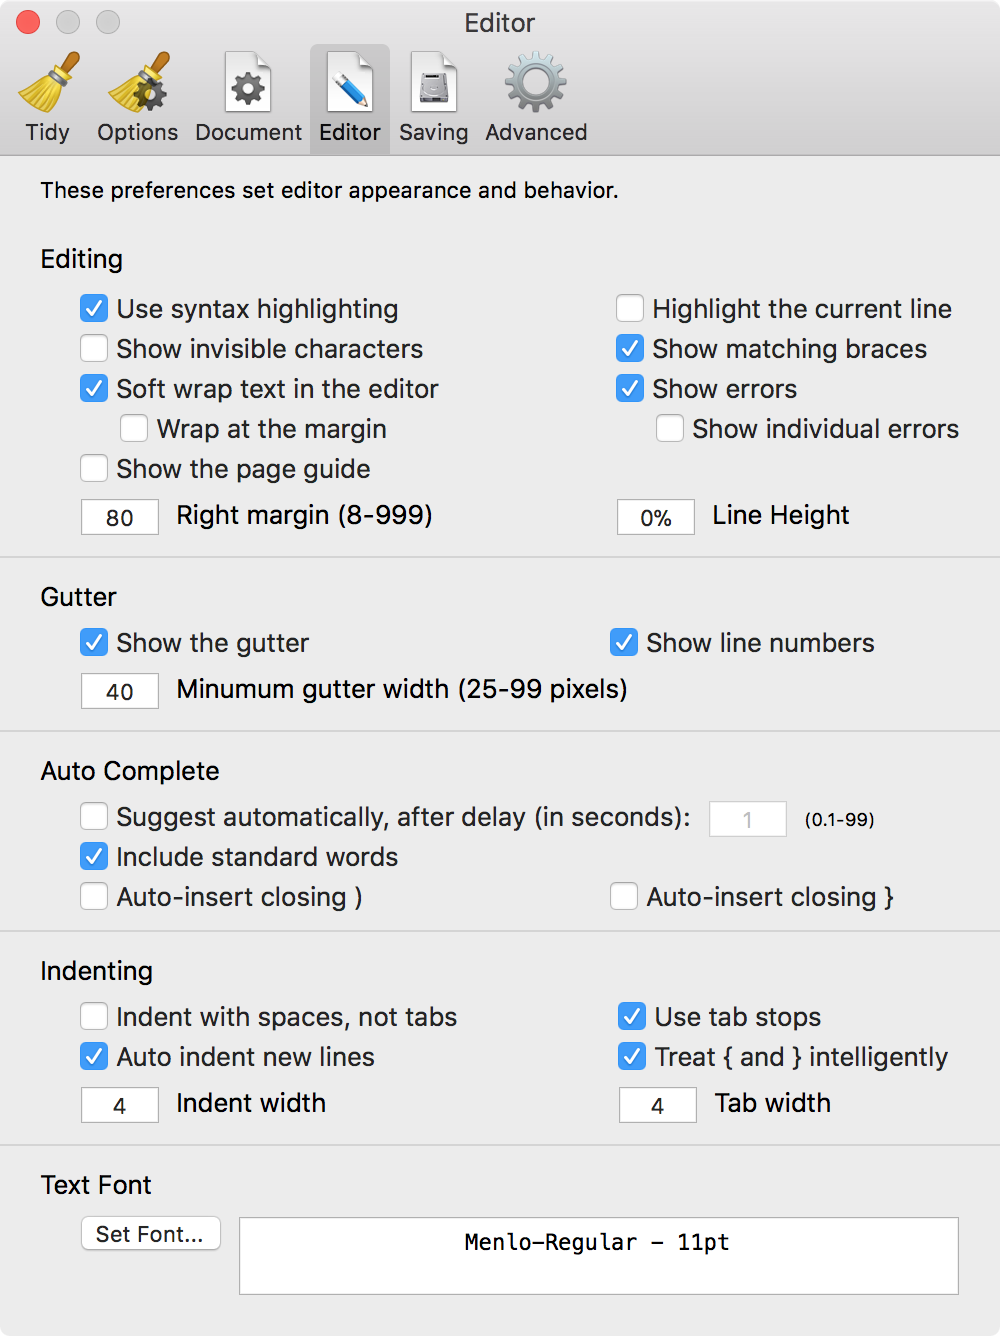 Editor
Tidy Options Document Editor Saving Advanced
These preferences set editor appearance and behavior.
Editing
Use syntax highlighting Highlight the current line
Show invisible characters Show matching braces
Soft wrap text in the editor Show errors
Wrap at the margin Show individual errors
Show the page guide
80 Right margin (8-999) 0% Line Height
Gutter
Show the gutter Show line numbers
40 Minumum gutter width (25-99 pixels)
Auto Complete
Suggest automatically, after delay (in seconds): 1 (0.1-99)
Include standard words
Auto-insert closing ) Auto-insert closing }
Indenting
Indent with spaces, not tabs Use tab stops
Auto indent new lines Treat { and } intelligently
4 Indent width 4 Tab width
Text Font
Set Font... Menlo-Regular - 11pt